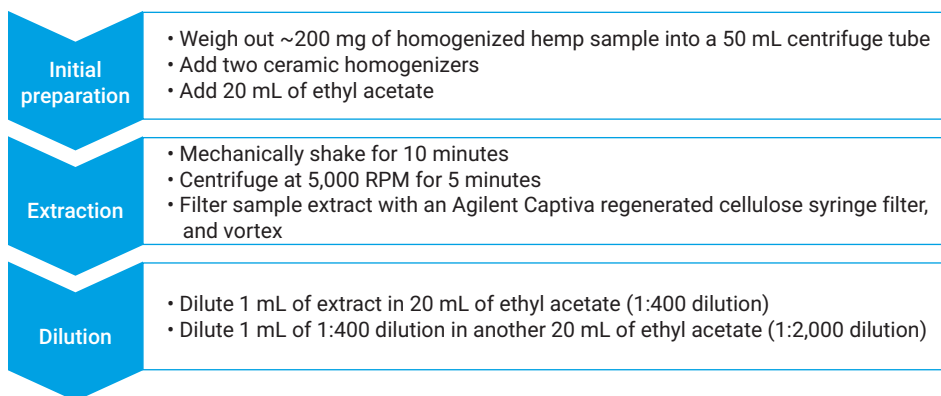 Initial
preparation
• Weigh out ~200 mg of homogenized hemp sample into a 50 mL centrifuge tube
• Add two ceramic homogenizers
• Add 20 mL of ethyl acetate
Extraction
• Mechanically shake for 10 minutes
• Centrifuge at 5,000 RPM for 5 minutes
• Filter sample extract with an Agilent Captiva regenerated cellulose syringe filter,
and vortex
Dilution
• Dilute 1 mL of extract in 20 mL of ethyl acetate (1:400 dilution)
• Dilute 1 mL of 1:400 dilution in another 20 mL of ethyl acetate (1:2,000 dilution)